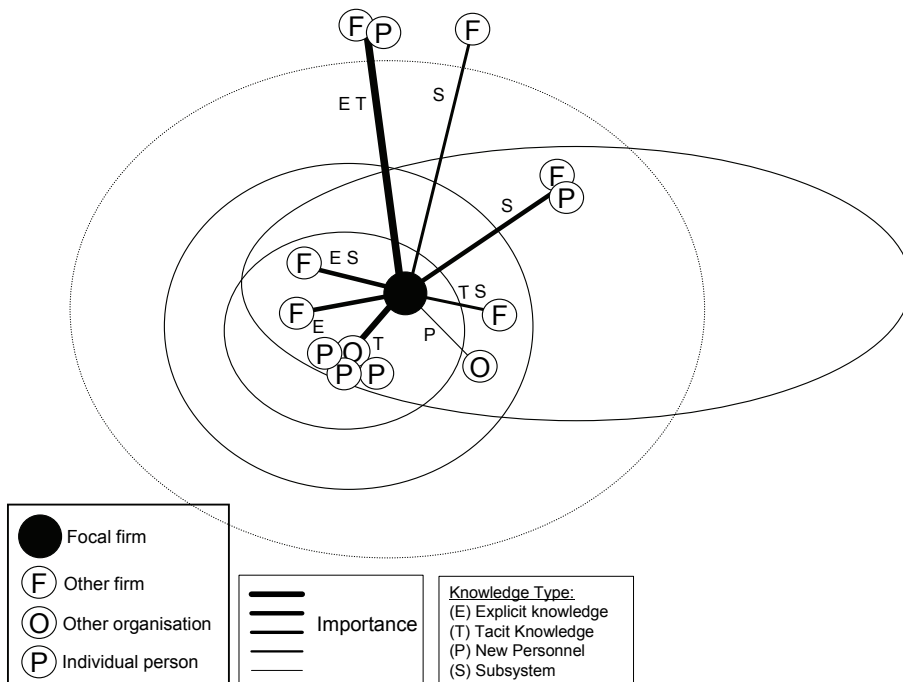 F
P
F
E T
S
F
P
S
F
E S
T S
F
F
E
P
T
P
O
O
P
P
Focal firm
F Other firm
O Other organisation
P Individual person
Importance
Knowledge Type:
(E) Explicit knowledge
(T) Tacit Knowledge
(P) New Personnel
(S) Subsystem